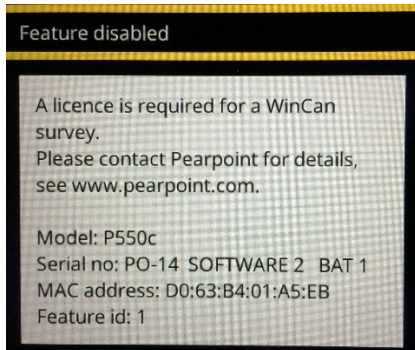 Feature disabled
A licence is required for a WinCan
survey.
Please contact Pearpoint for details,
see www.pearpoint.com.
Model: P550c
Serial no: PO-14 SOFTWARE 2 BAT 1
MAC address: D0:63:B4:01:A5:EB
Feature id: 1